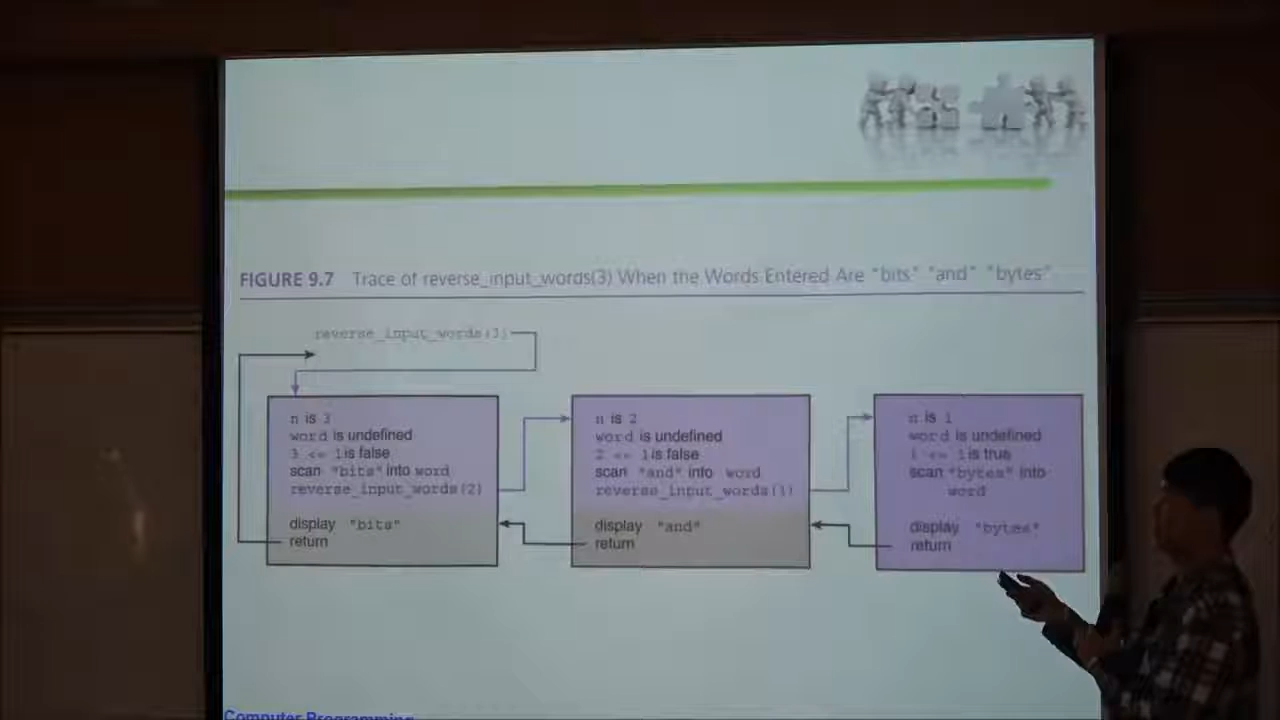 FIGURE 9.7 Trace of reverse_input_words(3) When the Words Entered Are "bits" "and" "bytes"
reverse_input_words(3)
n is 3
word is undefined
3 <= 1 is false
scan "bits" into word
reverse_input_words(2)
display "bits"
return
n is 2
word is undefined
2 <= 1 is false
scan "and" into word
reverse_input_words(1)
display "and"
return
n is 1
word is undefined
1 <= 1 is true
scan "bytes" into
word
display "bytes"
return
Computer Programming